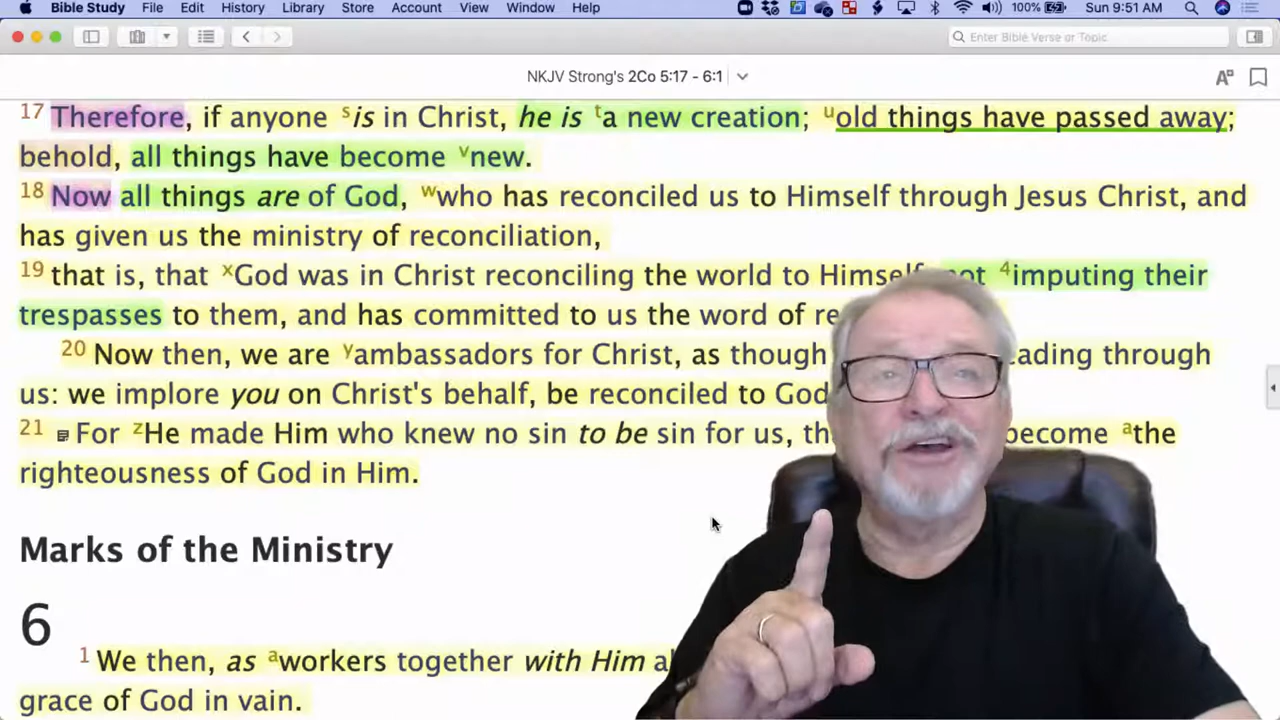 Bible Study File Edit History Library Store Account View Window Help 100% Sun 9:51 AM
Enter Bible Verse or Topic
NKJV Strong's 2Co 5:17 - 6:1
17 Therefore, if anyone s is in Christ, he is t a new creation; u old things have passed away;
behold, all things have become v new.
18 Now all things are of God, w who has reconciled us to Himself through Jesus Christ, and
has given us the ministry of reconciliation,
19 that is, that x God was in Christ reconciling the world to Himself not 4 imputing their
trespasses to them, and has committed to us the word of re
20 Now then, we are y ambassadors for Christ, as though eading through
us: we implore you on Christ's behalf, be reconciled to God
21 For z He made Him who knew no sin to be sin for us, th become a the
righteousness of God in Him.
Marks of the Ministry
6
1 We then, as a workers together with Him al
grace of God in vain.